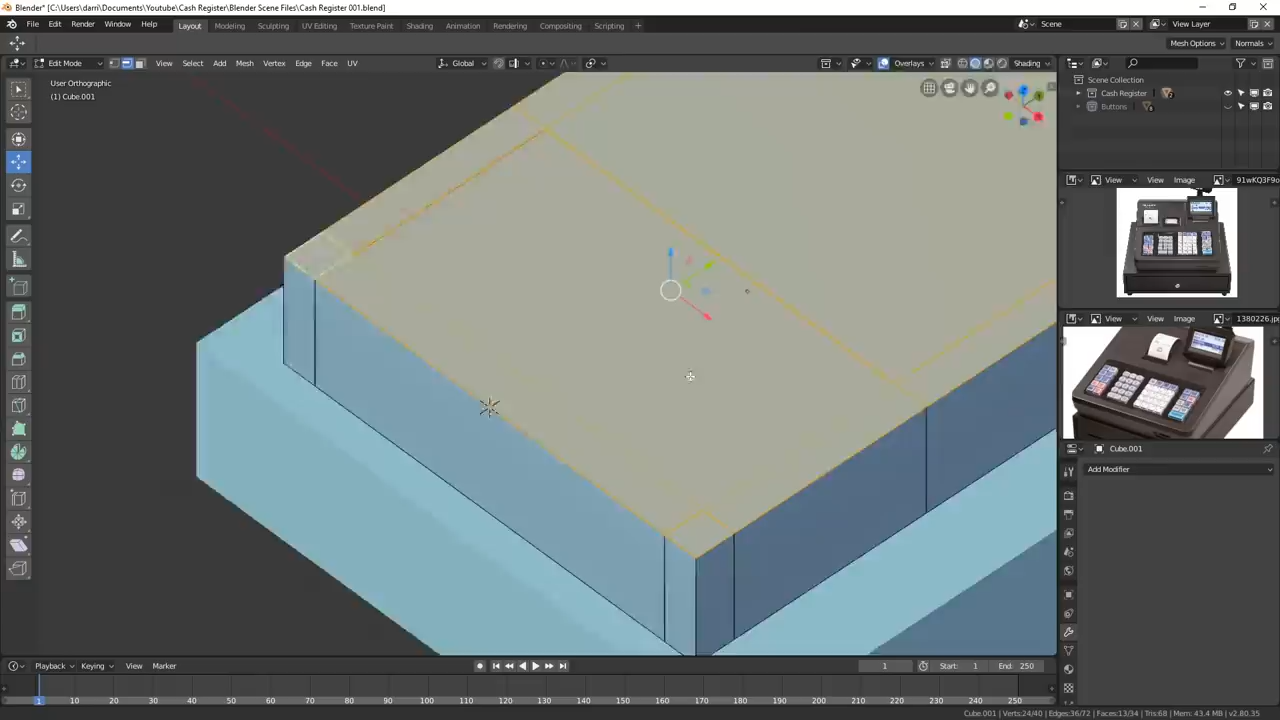 Blender* [C:\Users\darri\Documents\Youtube\Cash Register\Blender Scene Files\Cash Register 001.blend]
File Edit Render Window Help Layout Modeling Sculpting UV Editing Texture Paint Shading Animation Rendering Compositing Scripting + Scene View Layer
Mesh Options Normals
Edit Mode View Select Add Mesh Vertex Edge Face UV Global Overlays Shading
User Orthographic
(1) Cube.001
Scene Collection
Cash Register
Buttons
View View Image 91wKQ3F9o
View View Image 1380226.jp
Cube.001
Add Modifier
Playback Keying View Marker 1 Start: 1 End: 250
1 10 20 30 40 50 60 70 80 90 100 110 120 130 140 150 160 170 180 190 200 210 220 230 240 250
Cube.001 | Verts:24/40 | Edges:36/72 | Faces:13/34 | Tris:68 | Mem: 43.4 MB | v2.80.35